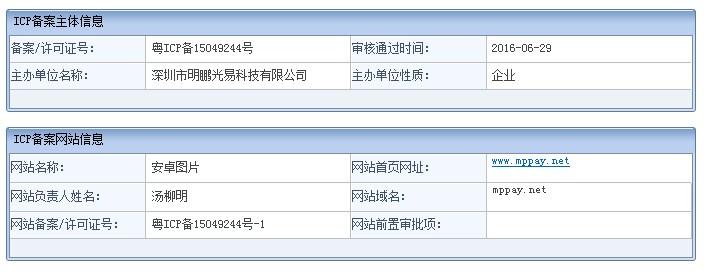 ICP备案主体信息
备案/许可证号： 粤ICP备15049244号 审核通过时间： 2016-06-29
主办单位名称： 深圳市明鹏光易科技有限公司 主办单位性质： 企业
ICP备案网站信息
网站名称： 安卓图片 网站首页网址： www.mppay.net
网站负责人姓名： 汤柳明 网站域名： mppay.net
网站备案/许可证号： 粤ICP备15049244号-1 网站前置审批项：